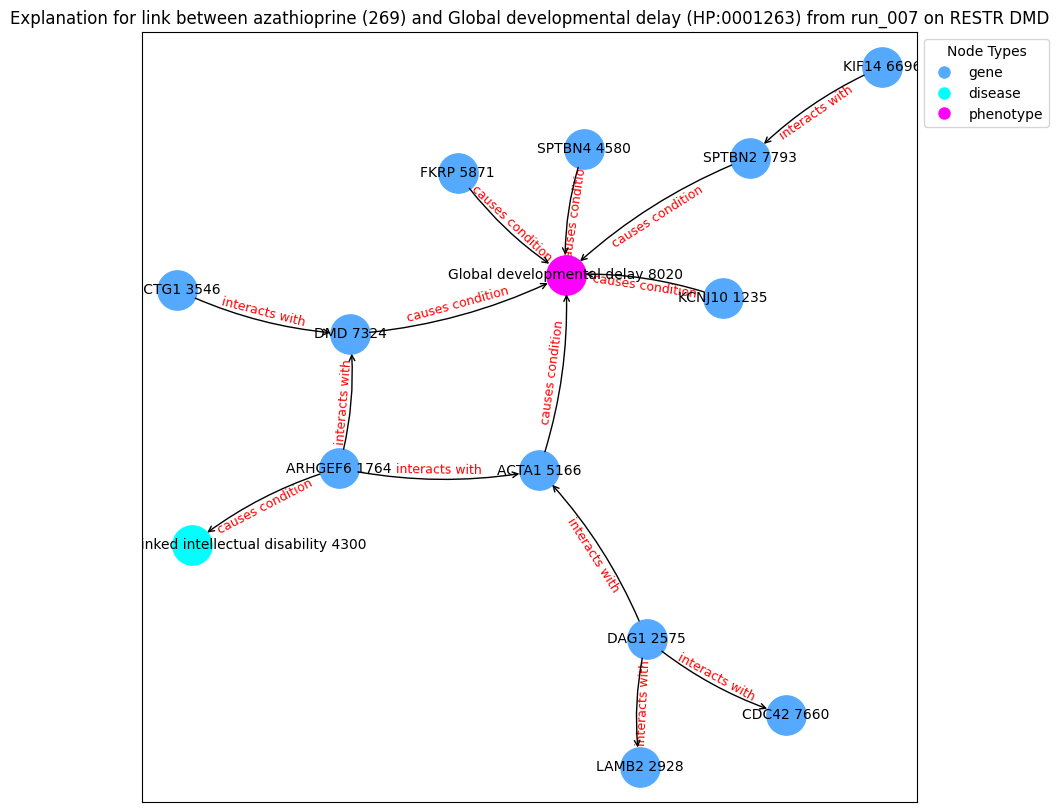 Explanation for link between azathioprine (269) and Global developmental delay (HP:0001263) from run_007 on RESTR DMD
Node Types
gene
disease
phenotype
KIF14 6696
interacts with
SPTBN4 4580
SPTBN2 7793
FKRP 5871
causes condition
causes condition
causes condition
Global developmental delay 8020
causes condition
KCNJ10 1235
CTG1 3546
interacts with
causes condition
DMD 7324
interacts with
causes condition
ARHGEF6 1764
interacts with
ACTA1 5166
causes condition
inked intellectual disability 4300
interacts with
DAG1 2575
interacts with
interacts with
CDC42 7660
LAMB2 2928